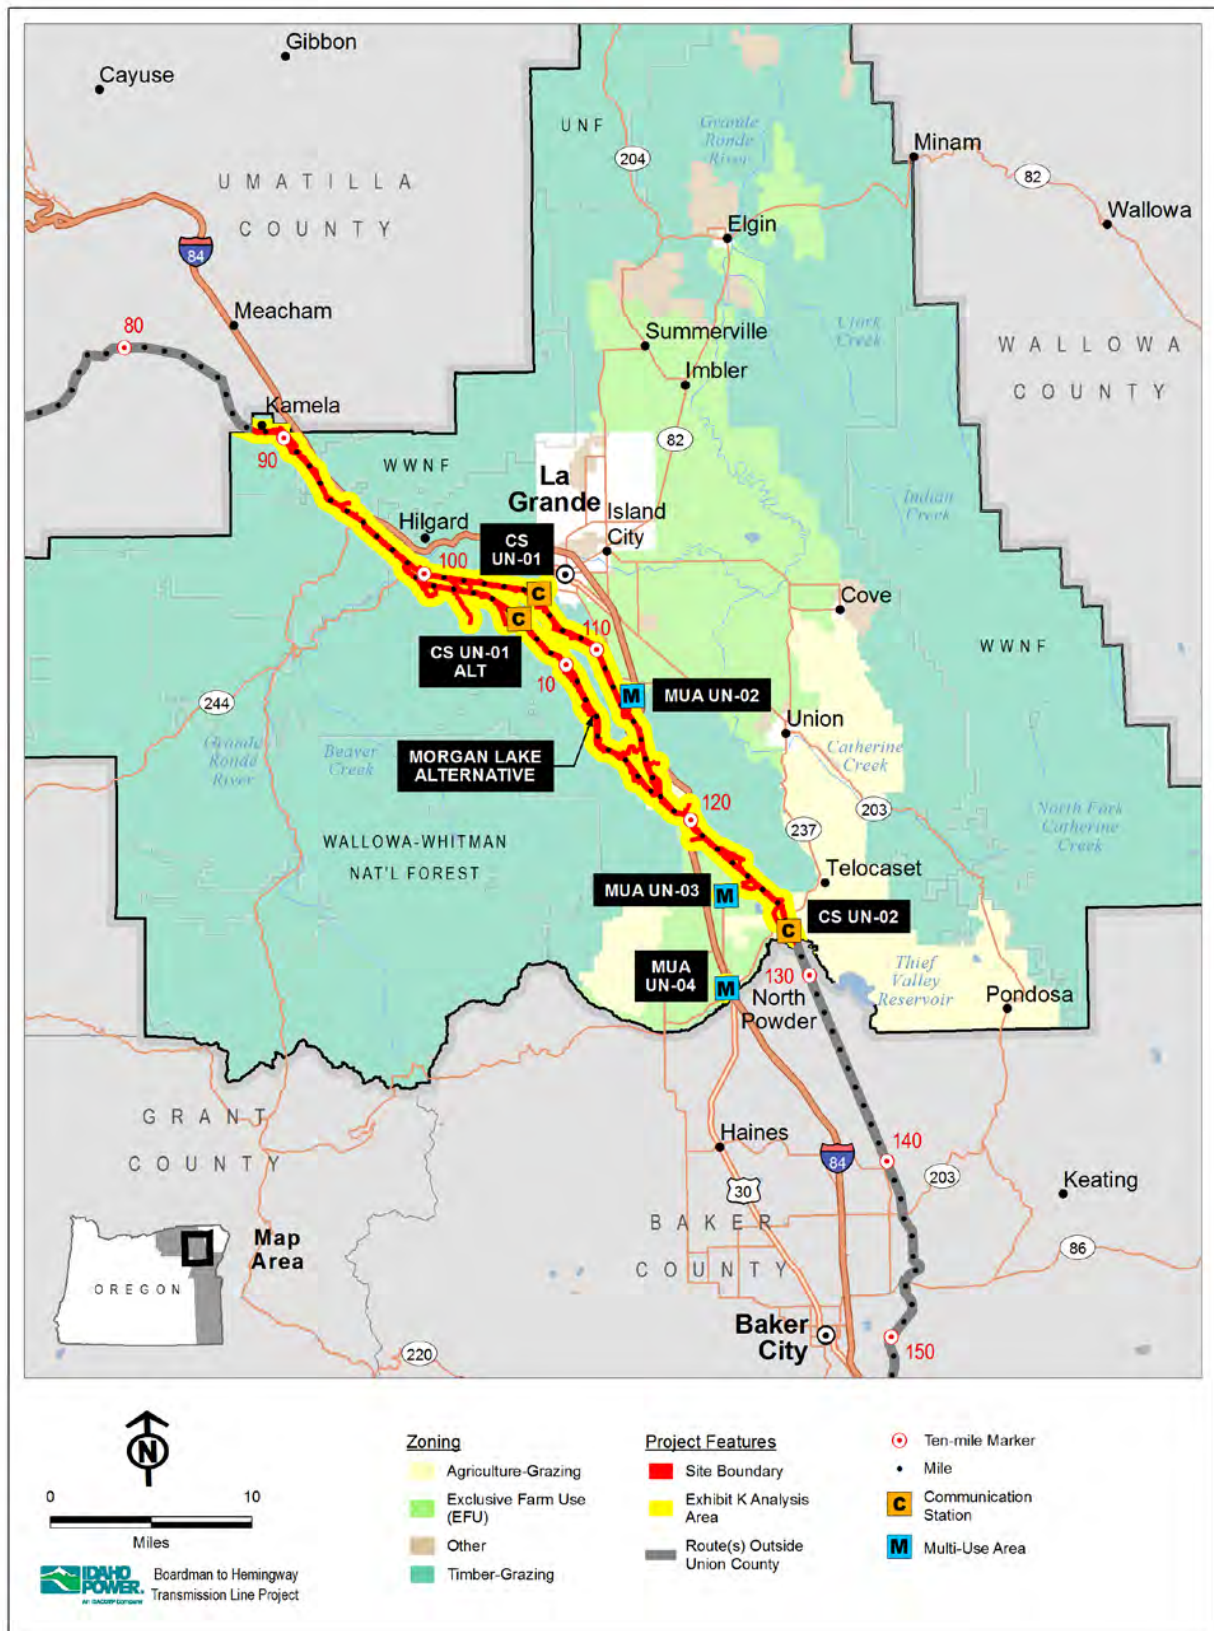 Gibbon
Cayuse
UNF
Grande
Ronde
River
204
Minam
82
Wallowa
UMATILLA
COUNTY
Elgin
84
Meacham
80
Summerville
Clark
Creek
WALLOWA
COUNTY
Imbler
Kamela
82
90
WWNF
La
Grande
Island
City
Indian
Creek
Hilgard
CS
UN-01
100
Cove
110
CS UN-01
ALT
WWNF
10
MUA UN-02
244
Union
Grande
Ronde
River
Beaver
Creek
MORGAN LAKE
ALTERNATIVE
Catherine
Creek
120
203
North Fork
Catherine
Creek
237
WALLOWA-WHITMAN
NAT'L FOREST
Telocaset
MUA UN-03
CS UN-02
MUA
UN-04
130
Thief
Valley
Reservoir
North
Powder
Pondosa
GRANT
COUNTY
Haines
140
84
203
Keating
30
BAKER
COUNTY
86
Map
Area
OREGON
Baker
City
150
220
N
0 10
Miles
IDAHO
POWER.
An IDACORP Company
Boardman to Hemingway
Transmission Line Project
Zoning
Agriculture-Grazing
Exclusive Farm Use
(EFU)
Other
Timber-Grazing
Project Features
Site Boundary
Exhibit K Analysis
Area
Route(s) Outside
Union County
Ten-mile Marker
Mile
C
Communication
Station
M
Multi-Use Area